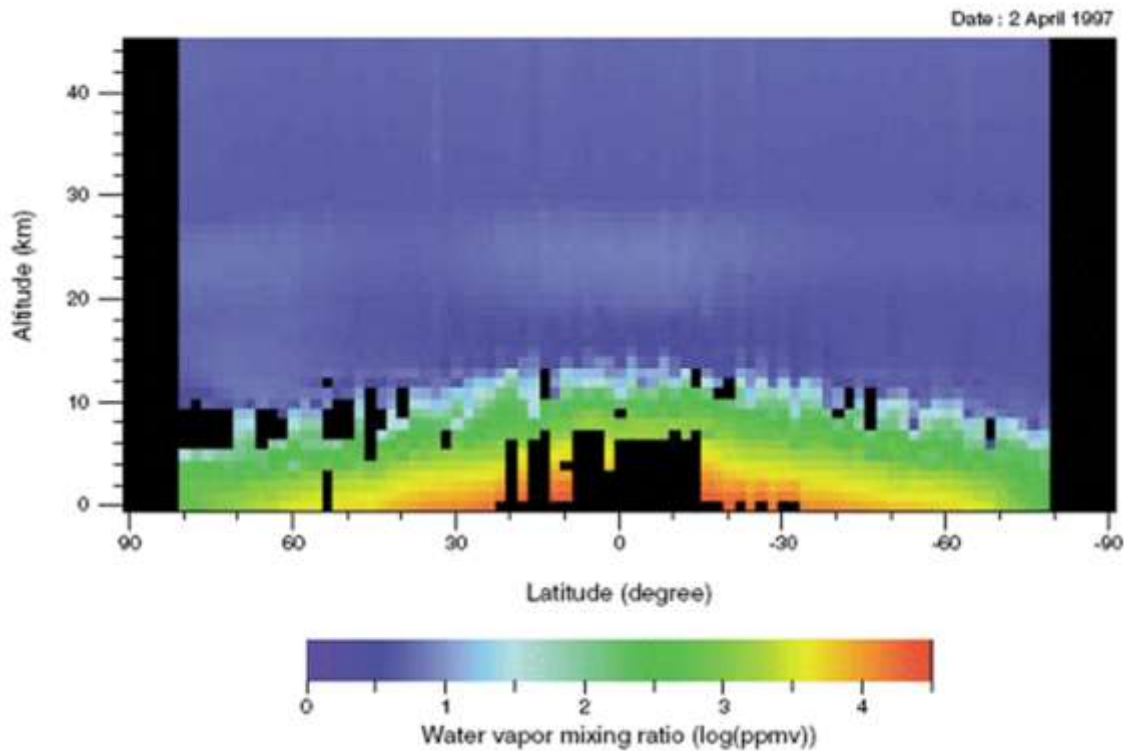 Date : 2 April 1997
Altitude (km)
40
30
20
10
0
90 60 30 0 -30 -60 -90
Latitude (degree)
0 1 2 3 4
Water vapor mixing ratio (log(ppmv))